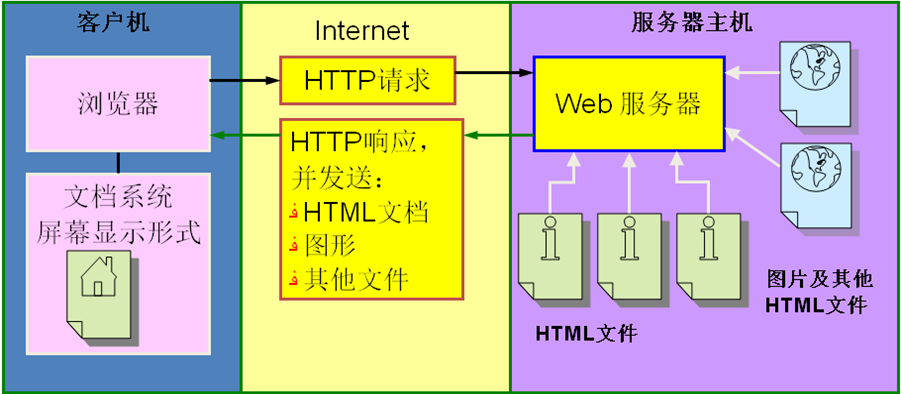 客户机
Internet
服务器主机
浏览器
HTTP请求
Web 服务器
HTTP响应，
并发送：
HTML文档
图形
其他文件
文档系统
屏幕显示形式
HTML文件
图片及其他
HTML文件